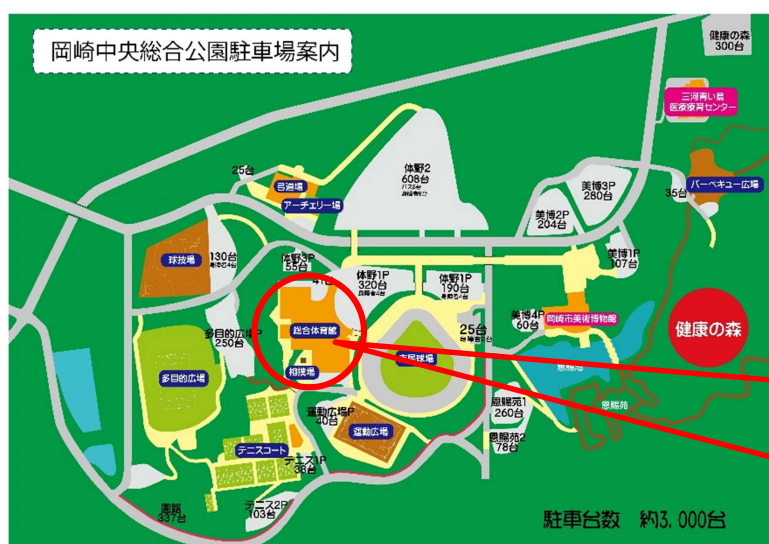 岡崎中央総合公園駐車場案内
健康の森
300台
三河青い鳥
医療療育センター
バーベキュー広場
35台
体野2
608台
25台
弓道場
アーチェリー場
美博3P
280台
美博2P
204台
美博1P
107台
球技場
130台
体野3P
55台
41台
体野1P
320台
体野1P
190台
美博4P
60台
岡崎市美術博物館
25台
総合体育館
市民球場
健康の森
多目的広場P
250台
多目的広場
相撲場
恩賜池
恩賜苑
恩賜苑1
260台
恩賜苑2
78台
運動広場P
40台
運動広場
テニスコート
テニス1P
38台
テニス2P
103台
園路
337台
駐車台数 約3,000台